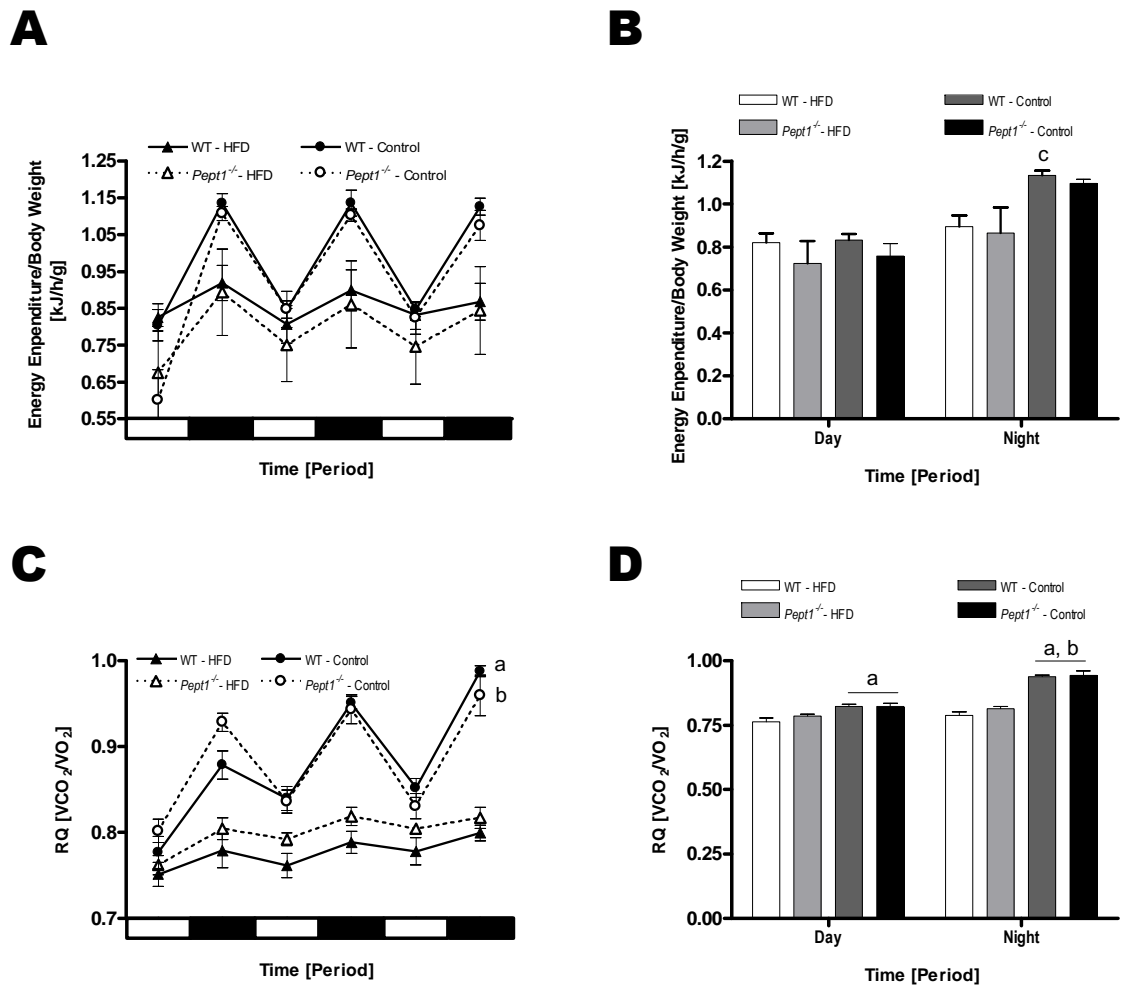 A
WT - HFD
WT - Control
Pept1-/- - HFD
Pept1-/- - Control
Energy Enpenditure/Body Weight
[kJ/h/g]
1.25
1.15
1.05
0.95
0.85
0.75
0.65
0.55
Time [Period]
B
WT - HFD
WT - Control
Pept1-/- - HFD
Pept1-/- - Control
Energy Enpenditure/Body Weight [kJ/h/g]
1.2
1.0
0.8
0.6
0.4
0.2
0.0
c
Day
Night
Time [Period]
C
WT - HFD
WT - Control
Pept1-/- - HFD
Pept1-/- - Control
RQ [VCO2/VO2]
1.0
0.9
0.8
0.7
a
b
Time [Period]
D
WT - HFD
WT - Control
Pept1-/- - HFD
Pept1-/- - Control
RQ [VCO2/VO2]
1.00
0.75
0.50
0.25
0.00
a
a, b
Day
Night
Time [Period]